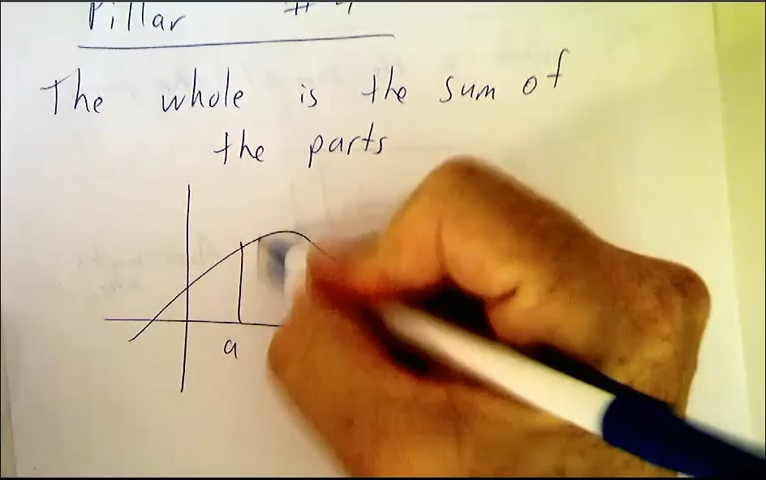 Pillar #
The whole is the sum of
the parts
a